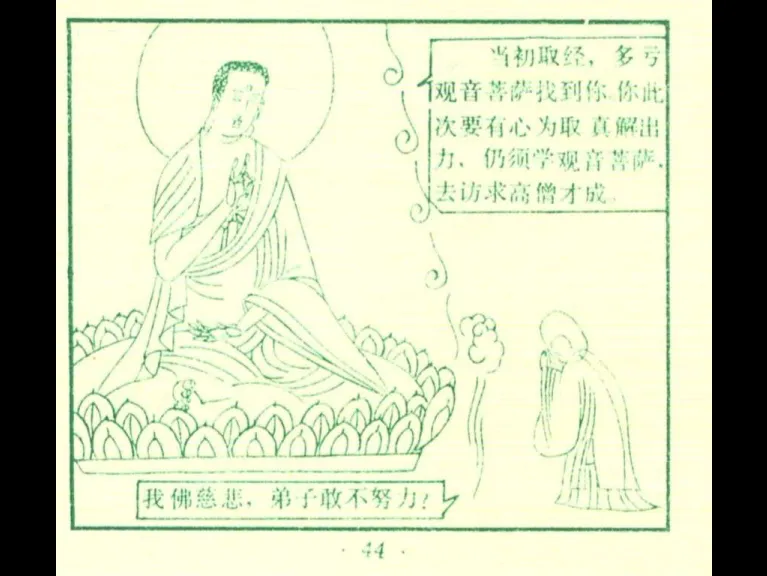 当初取经，多亏
观音菩萨找到你.你此
次要有心为取真解出
力、仍须学观音菩萨，
去访求高僧才成。
我佛慈悲，弟子敢不努力？
· 44 ·